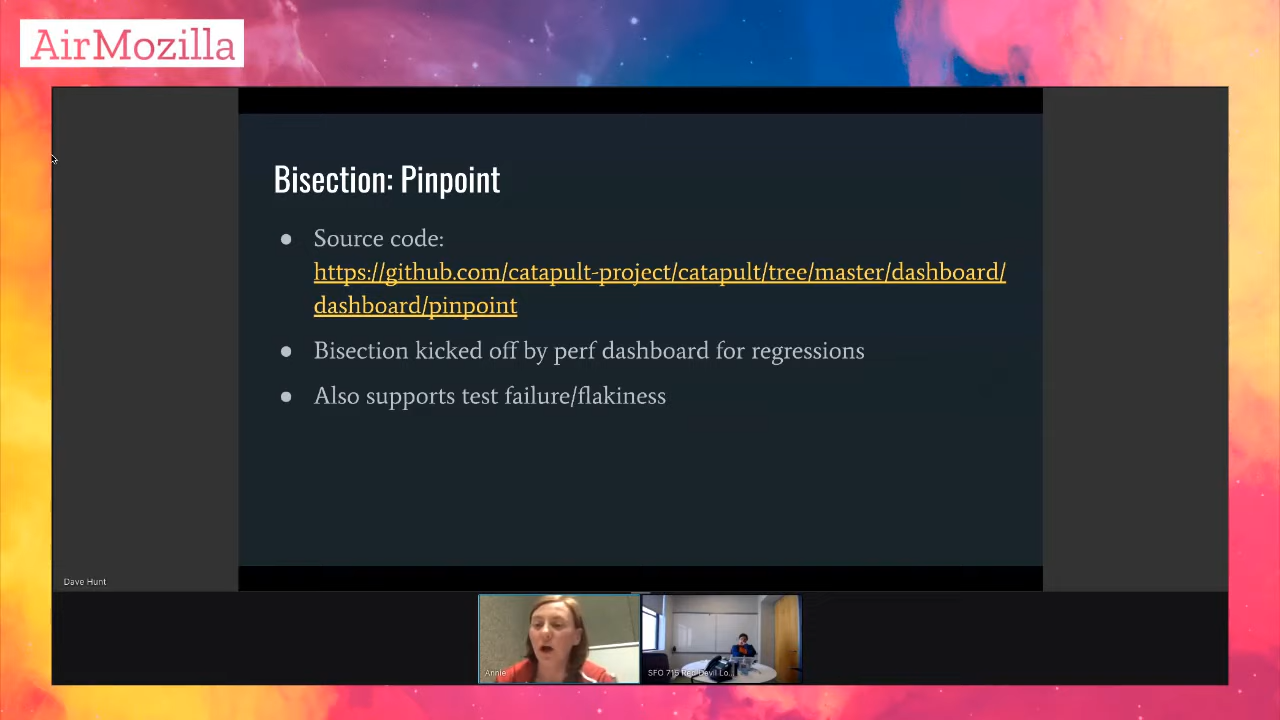 AirMozilla
Bisection: Pinpoint
● Source code:
https://github.com/catapult-project/catapult/tree/master/dashboard/
dashboard/pinpoint
● Bisection kicked off by perf dashboard for regressions
● Also supports test failure/flakiness
Dave Hunt
Annie
SFO 715 Red Devil Lo...